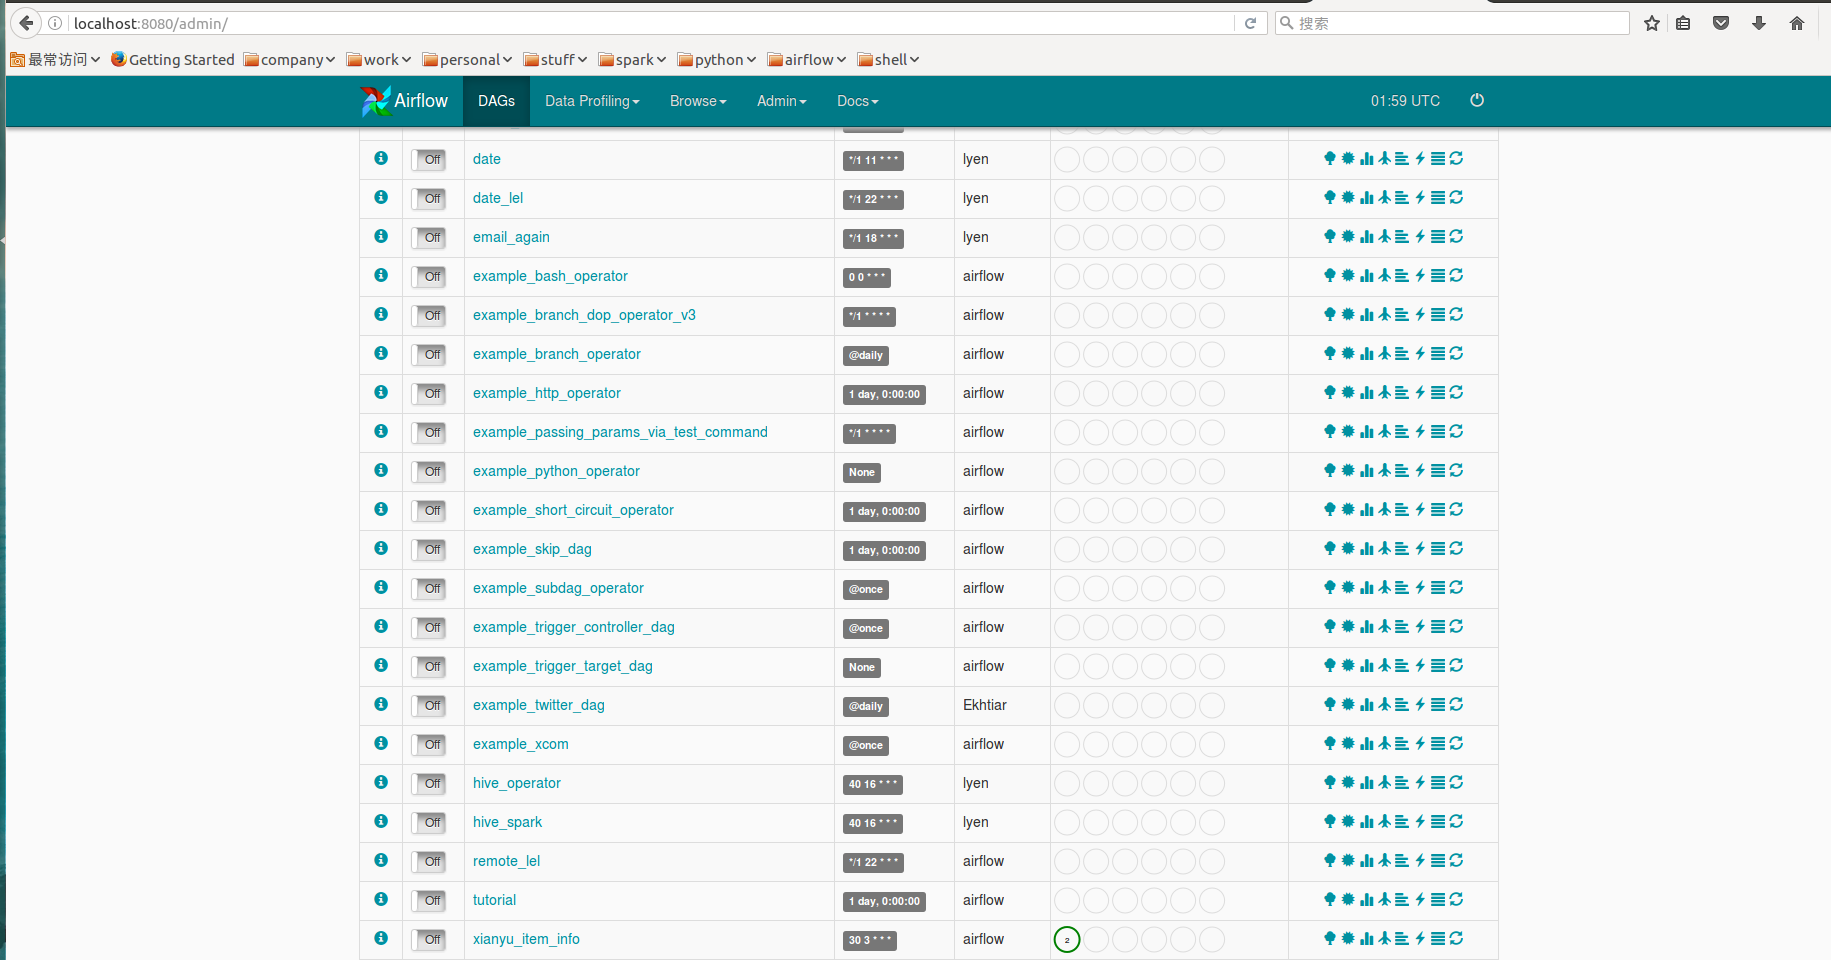 localhost:8080/admin/
搜索
最常访问 Getting Started company work personal stuff spark python airflow shell
Airflow DAGs Data Profiling Browse Admin Docs 01:59 UTC
Off date */1 11 * * * lyen
Off date_lel */1 22 * * * lyen
Off email_again */1 18 * * * lyen
Off example_bash_operator 0 0 * * * airflow
Off example_branch_dop_operator_v3 */1 * * * * airflow
Off example_branch_operator @daily airflow
Off example_http_operator 1 day, 0:00:00 airflow
Off example_passing_params_via_test_command */1 * * * * airflow
Off example_python_operator None airflow
Off example_short_circuit_operator 1 day, 0:00:00 airflow
Off example_skip_dag 1 day, 0:00:00 airflow
Off example_subdag_operator @once airflow
Off example_trigger_controller_dag @once airflow
Off example_trigger_target_dag None airflow
Off example_twitter_dag @daily Ekhtiar
Off example_xcom @once airflow
Off hive_operator 40 16 * * * lyen
Off hive_spark 40 16 * * * lyen
Off remote_lel */1 22 * * * airflow
Off tutorial 1 day, 0:00:00 airflow
Off xianyu_item_info 30 3 * * * airflow 2